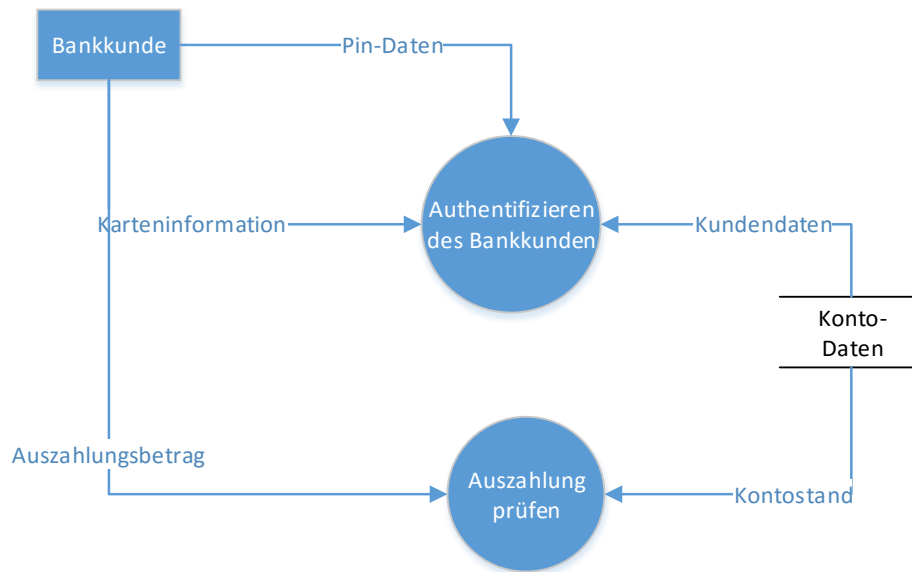 Bankkunde
Pin-Daten
Authentifizieren
des Bankkunden
Karteninformation
Kundendaten
Konto-
Daten
Auszahlungsbetrag
Auszahlung
prüfen
Kontostand